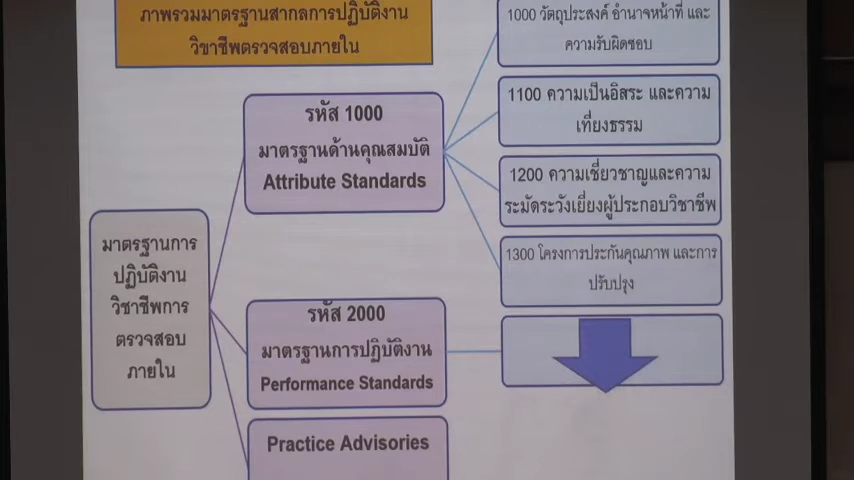 ภาพรวมมาตรฐานสากลการปฏิบัติงาน
วิขาชีพตรวจสอบภายใน
1000 วัตถุประสงค์ อำนาจหน้าที่ และ
ความรับผิดชอบ
รหัส 1000
มาตรฐานด้านคุณสมบัติ
Attribute Standards
1100 ความเป็นอิสระ และความ
เที่ยงธรรม
1200 ความเชี่ยวชาญและความ
ระมัดระวังเยี่ยงผู้ประกอบวิชาชีพ
1300 โครงการประกันคุณภาพ และการ
ปรับปรุง
มาตรฐานการ
ปฏิบัติงาน
วิชาชีพการ
ตรวจสอบ
ภายใน
รหัส 2000
มาตรฐานการปฏิบัติงาน
Performance Standards
Practice Advisories